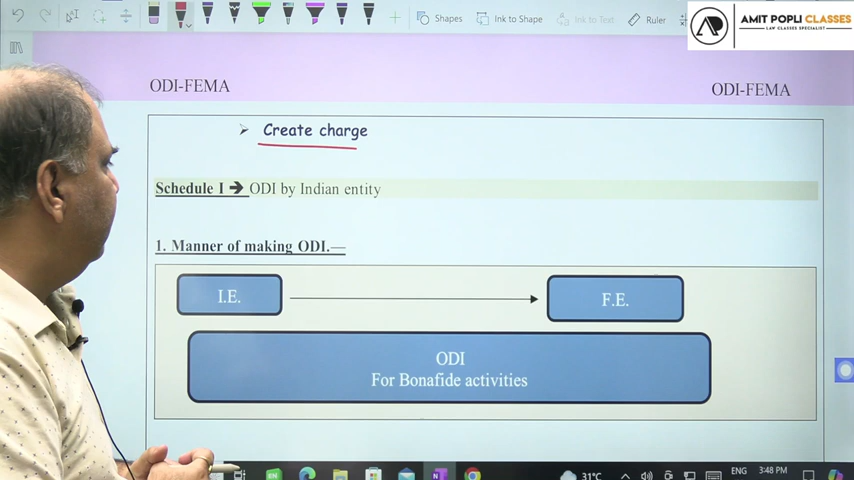 Shapes
Ink to Shape
Ink to Text
Ruler
AMIT POPLI CLASSES
LAW CLASSES SPECIALIST
ODI-FEMA
ODI-FEMA
➤ Create charge
Schedule I ➔ ODI by Indian entity
1. Manner of making ODI.—
I.E.
F.E.
ODI
For Bonafide activities
31°C
ENG
3:48 PM